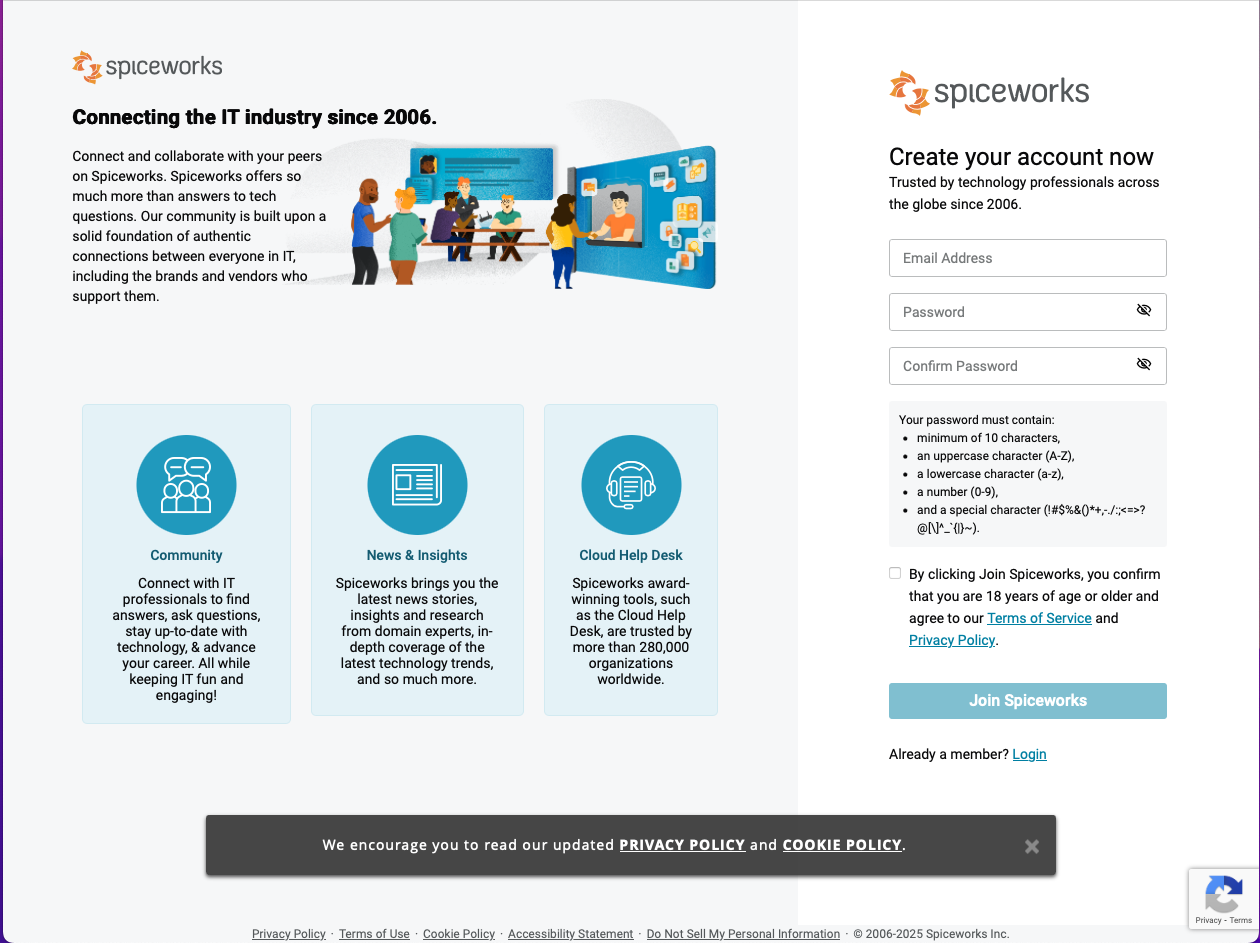 spiceworks
Connecting the IT industry since 2006.
Connect and collaborate with your peers
on Spiceworks. Spiceworks offers so
much more than answers to tech
questions. Our community is built upon a
solid foundation of authentic
connections between everyone in IT,
including the brands and vendors who
support them.
Community
Connect with IT
professionals to find
answers, ask questions,
stay up-to-date with
technology, & advance
your career. All while
keeping IT fun and
engaging!
News & Insights
Spiceworks brings you the
latest news stories,
insights and research
from domain experts, in-
depth coverage of the
latest technology trends,
and so much more.
Cloud Help Desk
Spiceworks award-
winning tools, such
as the Cloud Help
Desk, are trusted by
more than 280,000
organizations
worldwide.
spiceworks
Create your account now
Trusted by technology professionals across
the globe since 2006.
Email Address
Password
Confirm Password
Your password must contain:
• minimum of 10 characters,
• an uppercase character (A-Z),
• a lowercase character (a-z),
• a number (0-9),
• and a special character (!#$%&()*+,-./:;<=>?
@[\]^_`{|}~).
By clicking Join Spiceworks, you confirm
that you are 18 years of age or older and
agree to our Terms of Service and
Privacy Policy.
Join Spiceworks
Already a member? Login
We encourage you to read our updated PRIVACY POLICY and COOKIE POLICY.
Privacy - Terms
Privacy Policy · Terms of Use · Cookie Policy · Accessibility Statement · Do Not Sell My Personal Information · © 2006-2025 Spiceworks Inc.